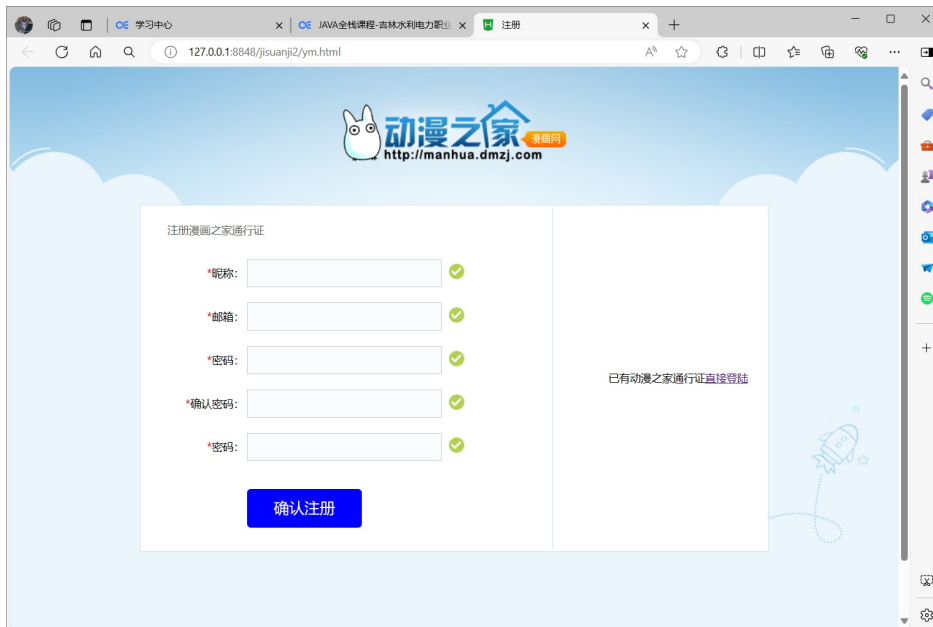 学习中心
JAVA全栈课程-吉林水利电力职业
注册
127.0.0.1:8848/jisuanji2/ym.html
动漫之家 漫画网
http://manhua.dmzj.com
注册漫画之家通行证
*昵称:
*邮箱:
*密码:
*确认密码:
*密码:
确认注册
已有动漫之家通行证直接登陆